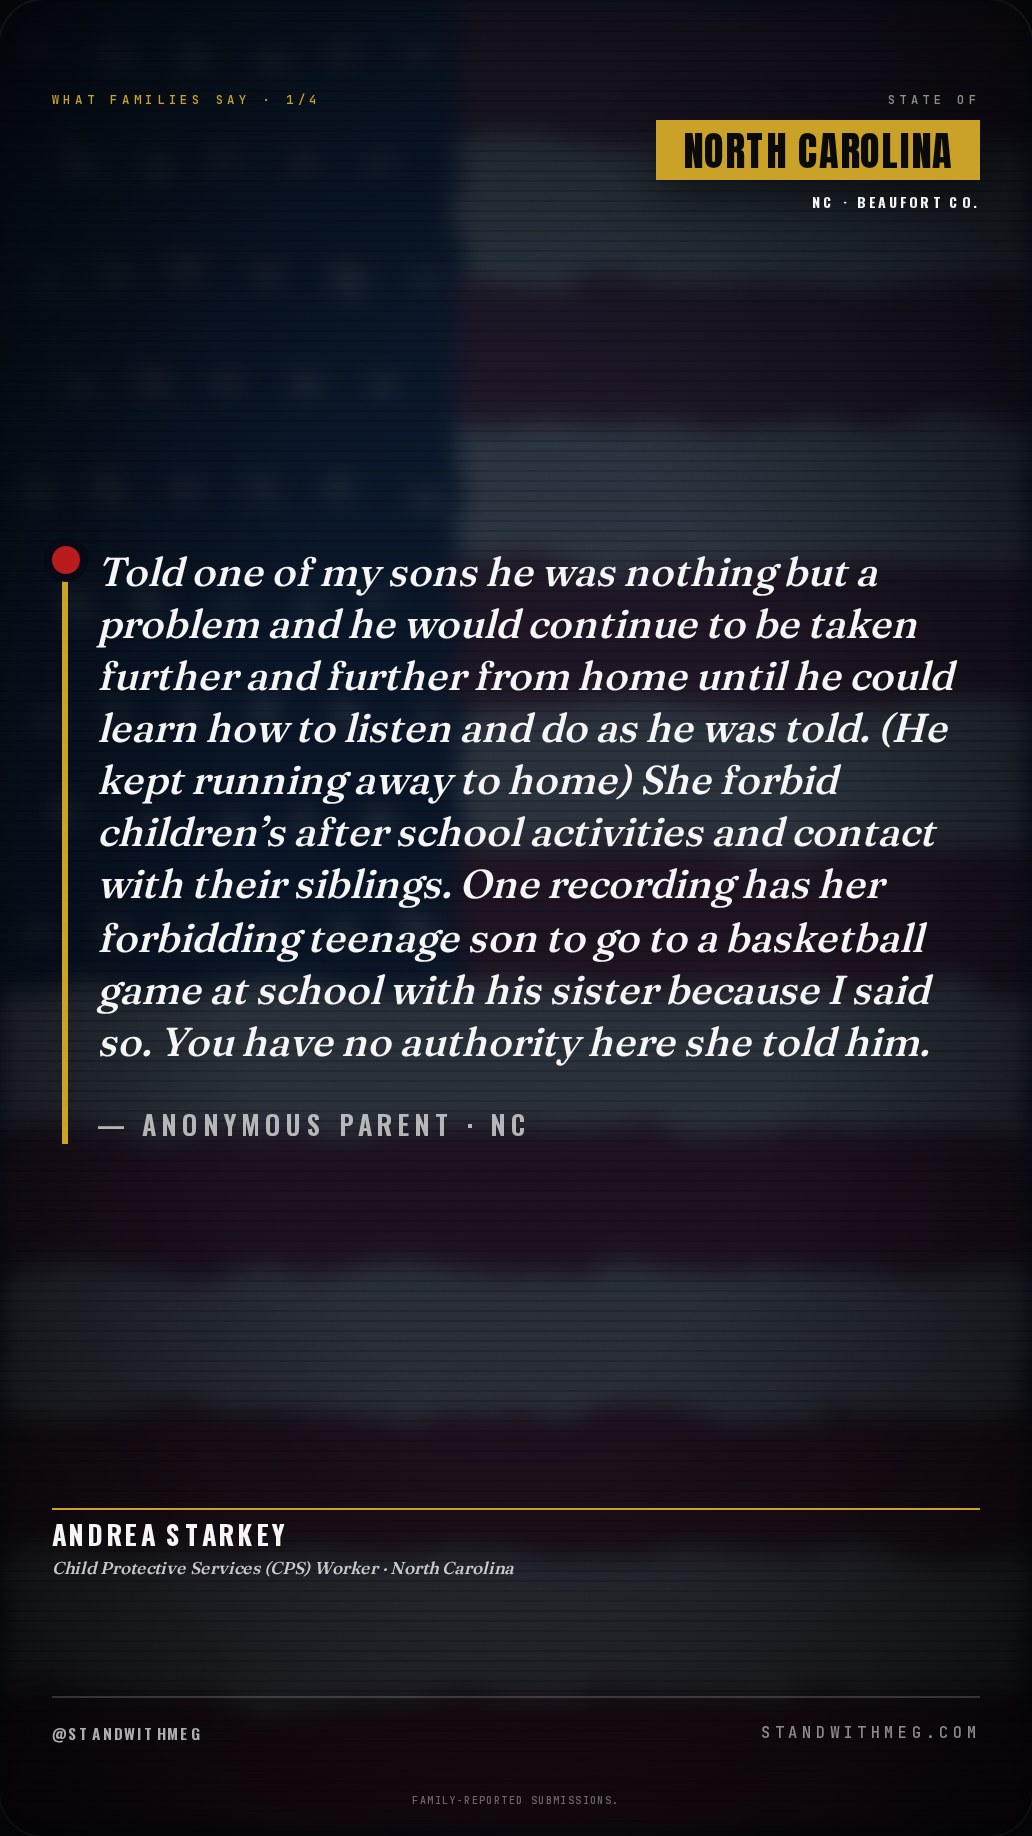 WHAT FAMILIES SAY · 1/4
STATE OF
NORTH CAROLINA
NC · BEAUFORT CO.
Told one of my sons he was nothing but a
problem and he would continue to be taken
further and further from home until he could
learn how to listen and do as he was told. (He
kept running away to home) She forbid
children’s after school activities and contact
with their siblings. One recording has her
forbidding teenage son to go to a basketball
game at school with his sister because I said
so. You have no authority here she told him.
— ANONYMOUS PARENT · NC
ANDREA STARKEY
Child Protective Services (CPS) Worker · North Carolina
@STANDWITHMEG
STANDWITHMEG.COM
FAMILY-REPORTED SUBMISSIONS.